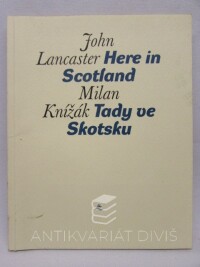 John
Lancaster Here in
Scotland
Milan
Knížák Tady ve
Skotsku
ANTIKVARIÁT DIVIŠ